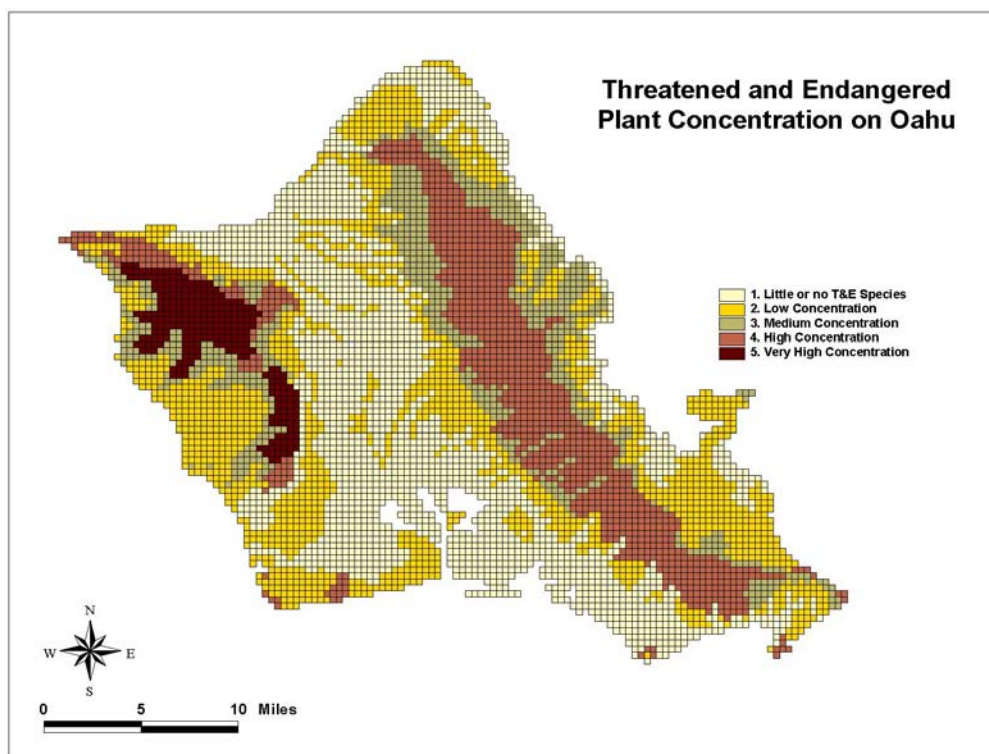 Threatened and Endangered
Plant Concentration on Oahu
1. Little or no T&E Species
2. Low Concentration
3. Medium Concentration
4. High Concentration
5. Very High Concentration
N
W E
S
0 5 10 Miles